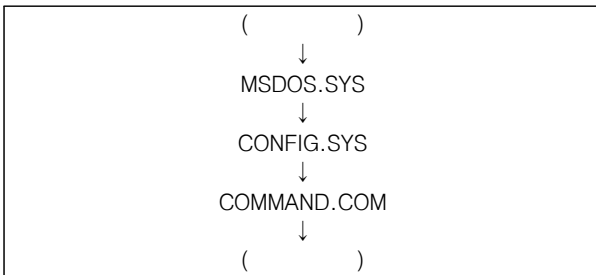 (                )
↓
MSDOS.SYS
↓
CONFIG.SYS
↓
COMMAND.COM
↓
(                )